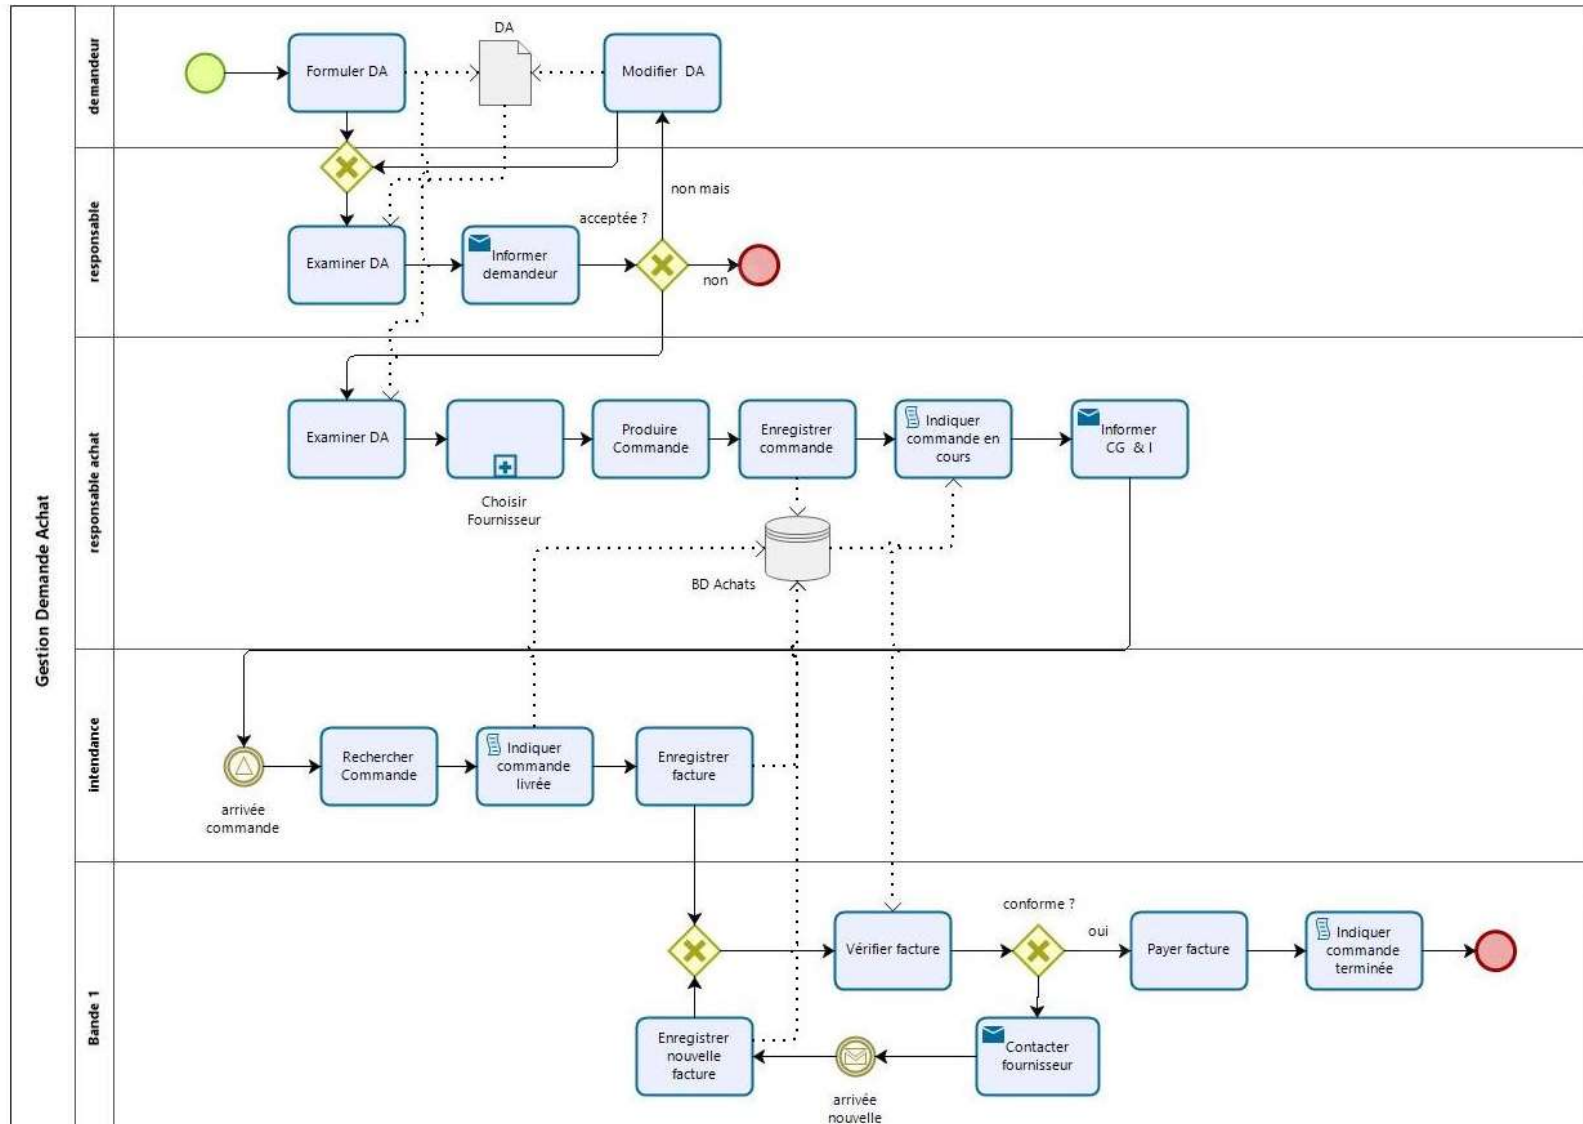 Gestion Demande Achat
demandeur
DA
Formuler DA
Modifier DA
responsable
non mais
acceptée ?
Examiner DA
Informer
demandeur
non
responsable achat
Examiner DA
Choisir
Fournisseur
Produire
Commande
Enregistrer
commande
Indiquer
commande en
cours
Informer
CG & I
BD Achats
intendance
arrivée
commande
Rechercher
Commande
Indiquer
commande
livrée
Enregistrer
facture
Bande 1
Vérifier facture
conforme ?
oui
Payer facture
Indiquer
commande
terminée
Enregistrer
nouvelle
facture
arrivée
nouvelle
Contacter
fournisseur